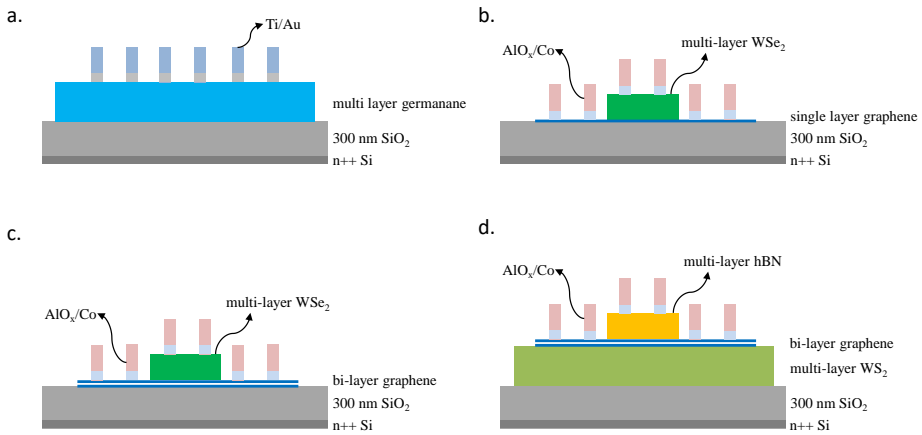 a.
Ti/Au
multi layer germanane
300 nm SiO₂
n++ Si
b.
multi-layer WSe₂
AlOₓ/Co
single layer graphene
300 nm SiO₂
n++ Si
c.
multi-layer WSe₂
AlOₓ/Co
bi-layer graphene
300 nm SiO₂
n++ Si
d.
multi-layer hBN
AlOₓ/Co
bi-layer graphene
multi-layer WS₂
300 nm SiO₂
n++ Si